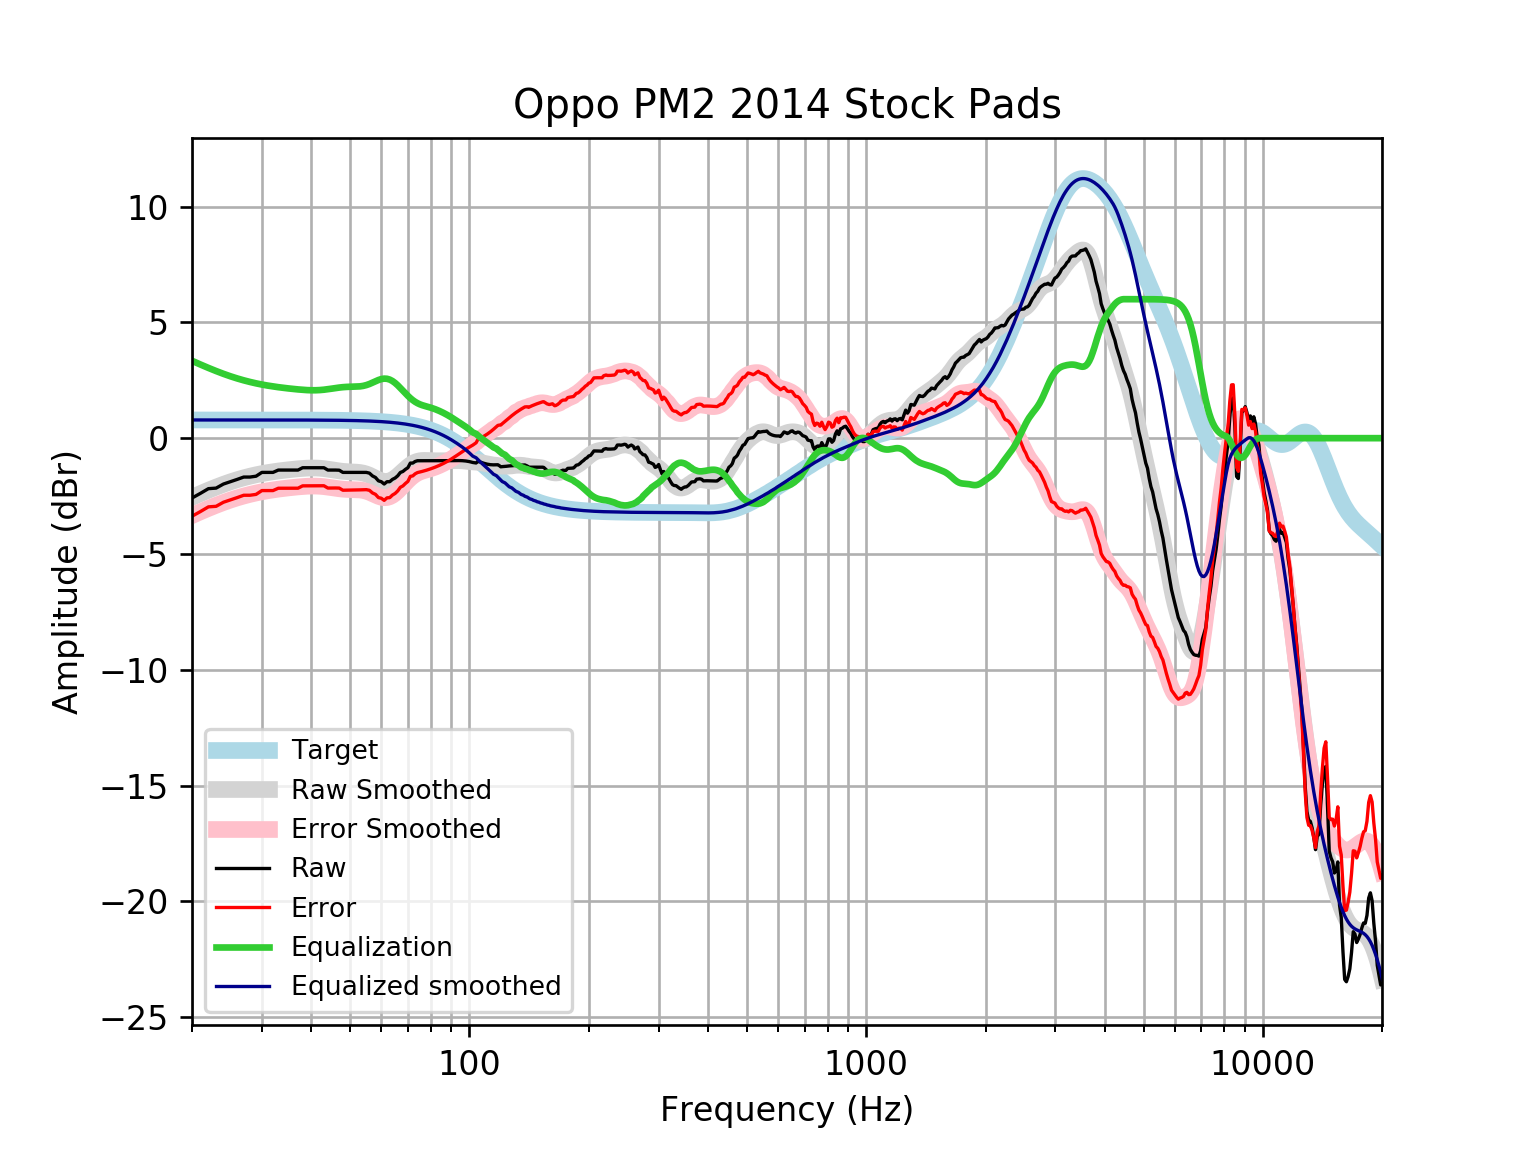 Oppo PM2 2014 Stock Pads
Amplitude (dBr)
10
5
0
−5
−10
−15
−20
−25
Target
Raw Smoothed
Error Smoothed
Raw
Error
Equalization
Equalized smoothed
100
1000
10000
Frequency (Hz)